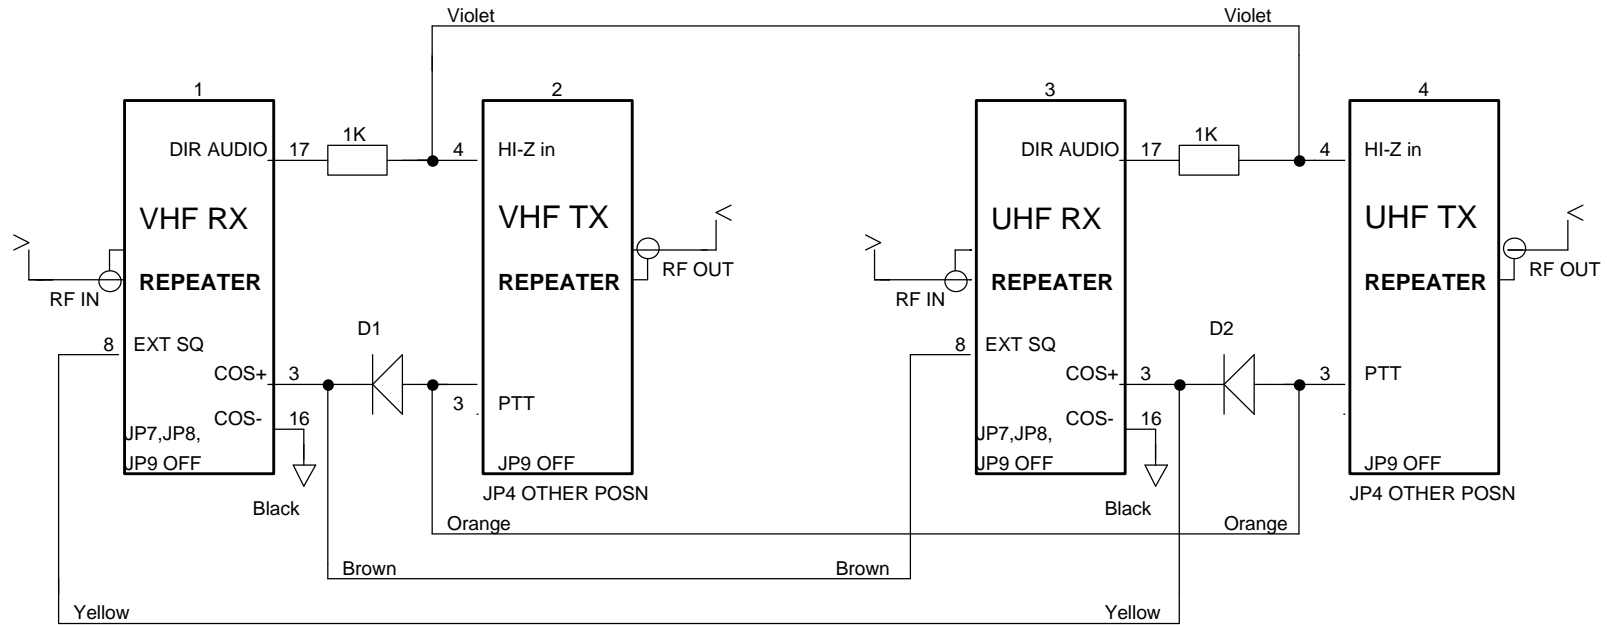 Violet Violet
1 2 3 4
DIR AUDIO 17 1K 4 HI-Z in DIR AUDIO 17 1K 4 HI-Z in
VHF RX VHF TX UHF RX UHF TX
REPEATER REPEATER REPEATER REPEATER
RF IN RF OUT RF IN RF OUT
D1 D2
8 EXT SQ 8 EXT SQ
COS+ 3 COS+ 3 3 PTT
3 PTT
COS- 16 COS- 16
JP7,JP8, JP7,JP8,
JP9 OFF JP9 OFF JP9 OFF JP9 OFF
JP4 OTHER POSN JP4 OTHER POSN
Black Black
Orange Orange
Brown Brown
Yellow Yellow